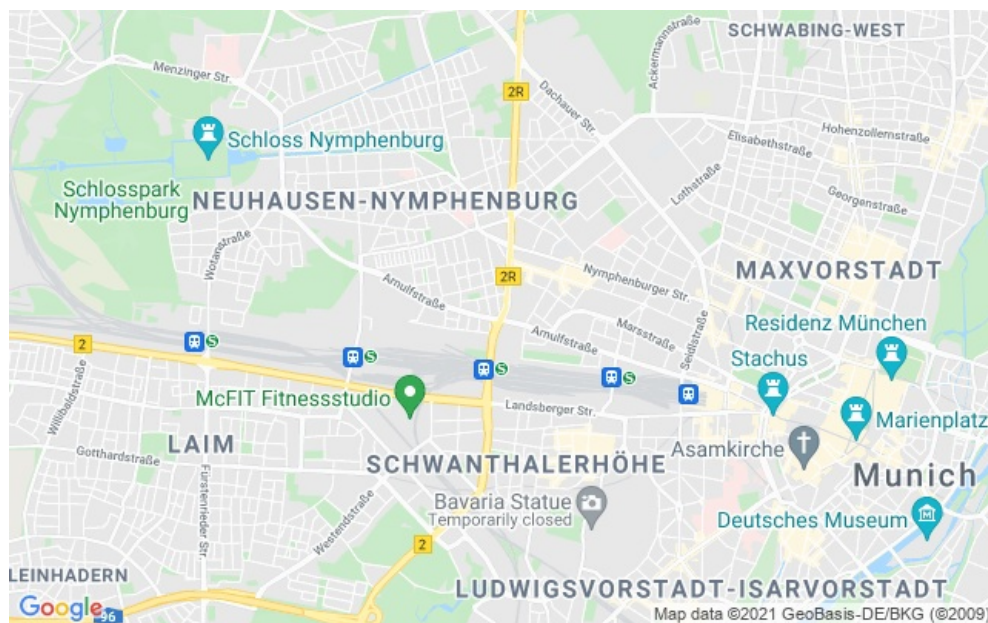 SCHWABING-WEST
Ackermannstraße
Menzinger Str.
2R
Dachauer Str.
Hohenzollernstraße
Elisabethstraße
Schloss Nymphenburg
Schlosspark
Nymphenburg
NEUHAUSEN-NYMPHENBURG
Lothstraße
Georgenstraße
Wotanstraße
2R
Nymphenburger Str.
MAXVORSTADT
Arnulfstraße
Arnulfstraße
Marsstraße
Seidlstraße
Residenz München
2
S
S
S
S
Stachus
Willibaldstraße
McFIT Fitnessstudio
Landsberger Str.
Marienplatz
LAIM
Gotthardstraße
Fürstenrieder Str.
SCHWANTHALERHÖHE
Asamkirche
Munich
Westendstraße
Bavaria Statue
Temporarily closed
Deutsches Museum
2
LEINHADERN
LUDWIGSVORSTADT-ISARVORSTADT
Google
96
Map data ©2021 GeoBasis-DE/BKG (©2009)